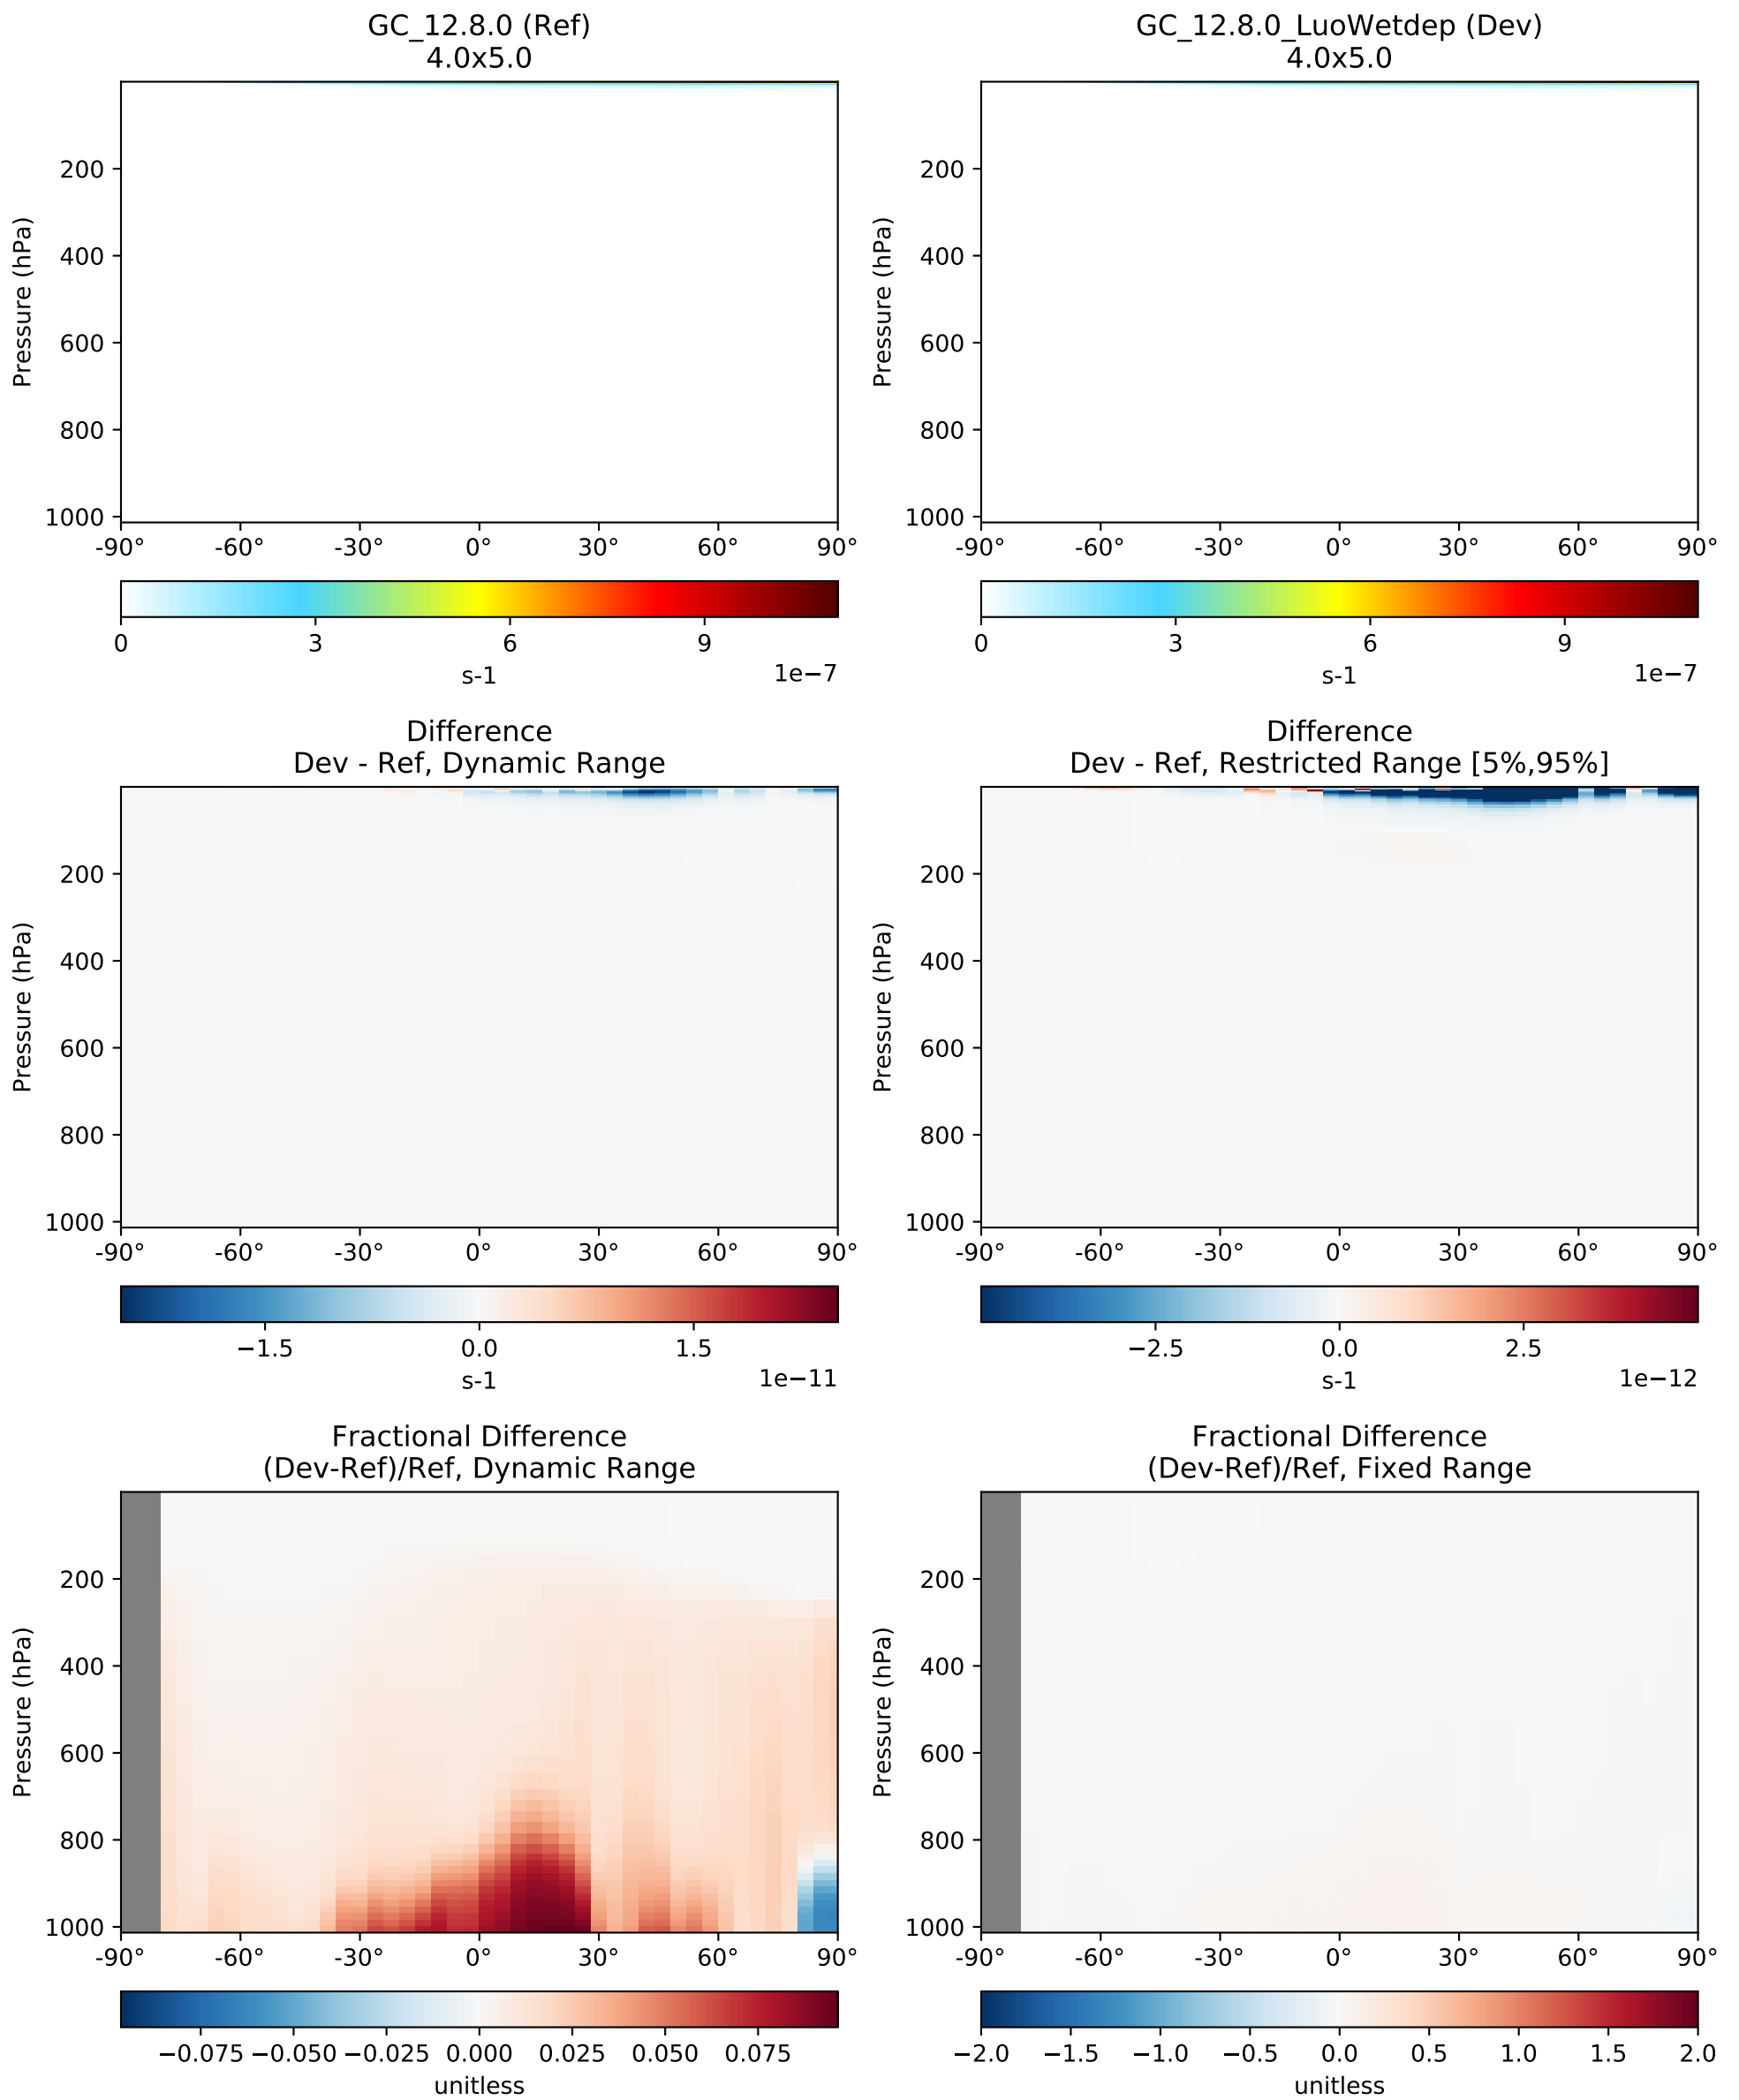 GC_12.8.0 (Ref)
4.0x5.0
GC_12.8.0_LuoWetdep (Dev)
4.0x5.0
Pressure (hPa)
200
400
600
800
1000
-90° -60° -30° 0° 30° 60° 90°
0 3 6 9
s-1
1e−7
Pressure (hPa)
200
400
600
800
1000
-90° -60° -30° 0° 30° 60° 90°
0 3 6 9
s-1
1e−7
Difference
Dev - Ref, Dynamic Range
Pressure (hPa)
200
400
600
800
1000
-90° -60° -30° 0° 30° 60° 90°
−1.5 0.0 1.5
s-1
1e−11
Difference
Dev - Ref, Restricted Range [5%,95%]
Pressure (hPa)
200
400
600
800
1000
-90° -60° -30° 0° 30° 60° 90°
−2.5 0.0 2.5
s-1
1e−12
Fractional Difference
(Dev-Ref)/Ref, Dynamic Range
Pressure (hPa)
200
400
600
800
1000
-90° -60° -30° 0° 30° 60° 90°
−0.075 −0.050 −0.025 0.000 0.025 0.050 0.075
unitless
Fractional Difference
(Dev-Ref)/Ref, Fixed Range
Pressure (hPa)
200
400
600
800
1000
-90° -60° -30° 0° 30° 60° 90°
−2.0 −1.5 −1.0 −0.5 0.0 0.5 1.0 1.5 2.0
unitless